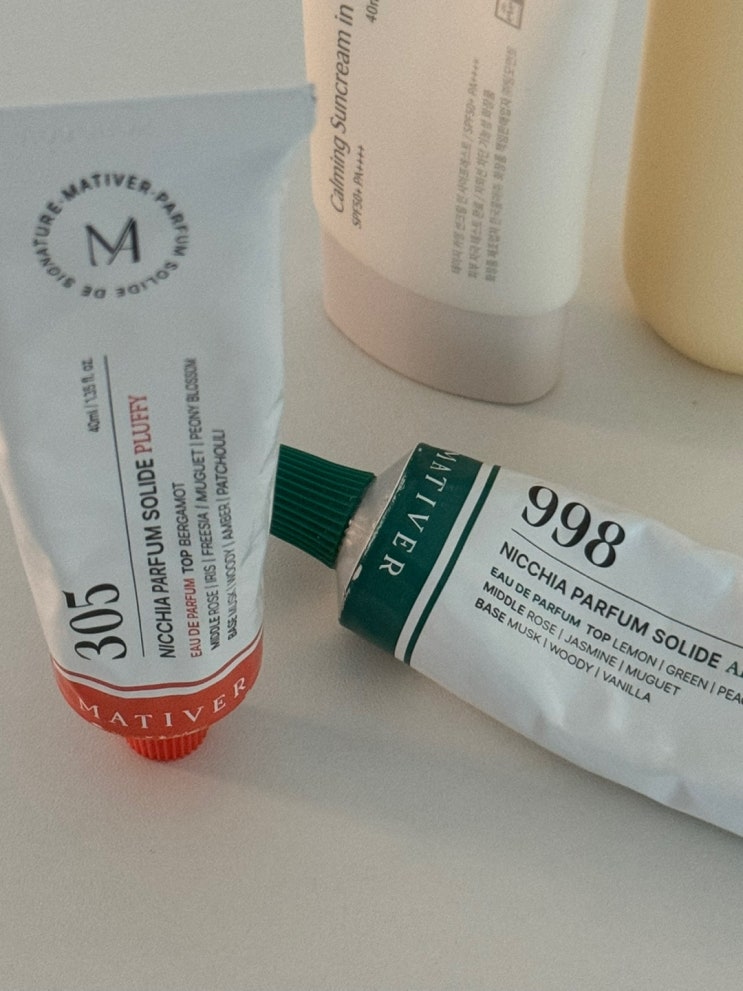 SIGNATURE · MATIVER · PARFUM SOLIDE DE
M
40ml | 1.35 fl. oz.
305
NICCHIA PARFUM SOLIDE PLUFFY
EAU DE PARFUM TOP BERGAMOT
MIDDLE ROSE | IRIS | FREESIA / MUGUET | PEONY BLOSSOM
BASE MUSK | WOODY | AMBER | PATCHOULI
MATIVER
Calming Suncream in
SPF50+ PA++++
MATIVER
998
NICCHIA PARFUM SOLIDE
EAU DE PARFUM TOP LEMON | GREEN |
MIDDLE ROSE | JASMINE | MUGUET
BASE MUSK | WOODY | VANILLA